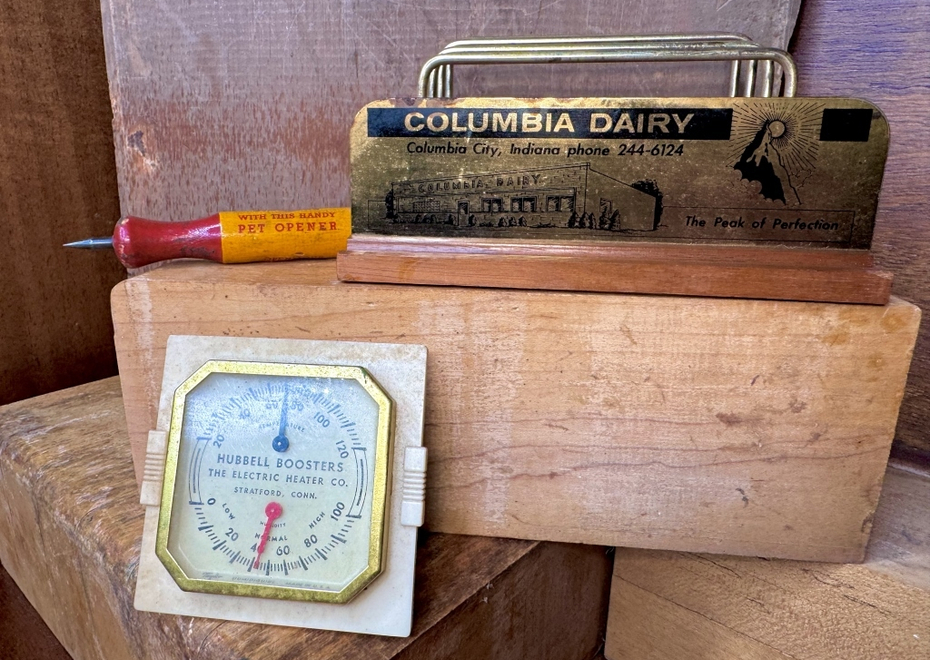 COLUMBIA DAIRY
Columbia City, Indiana phone 244-6124
COLUMBIA DAIRY
The Peak of Perfection
WITH THIS HANDY
PET OPENER
20 40 60 80 100 120
TEMPERATURE
HUBBELL BOOSTERS
THE ELECTRIC HEATER CO.
STRATFORD, CONN.
0 20 40 60 80 100
LOW HUMIDITY HIGH
NORMAL